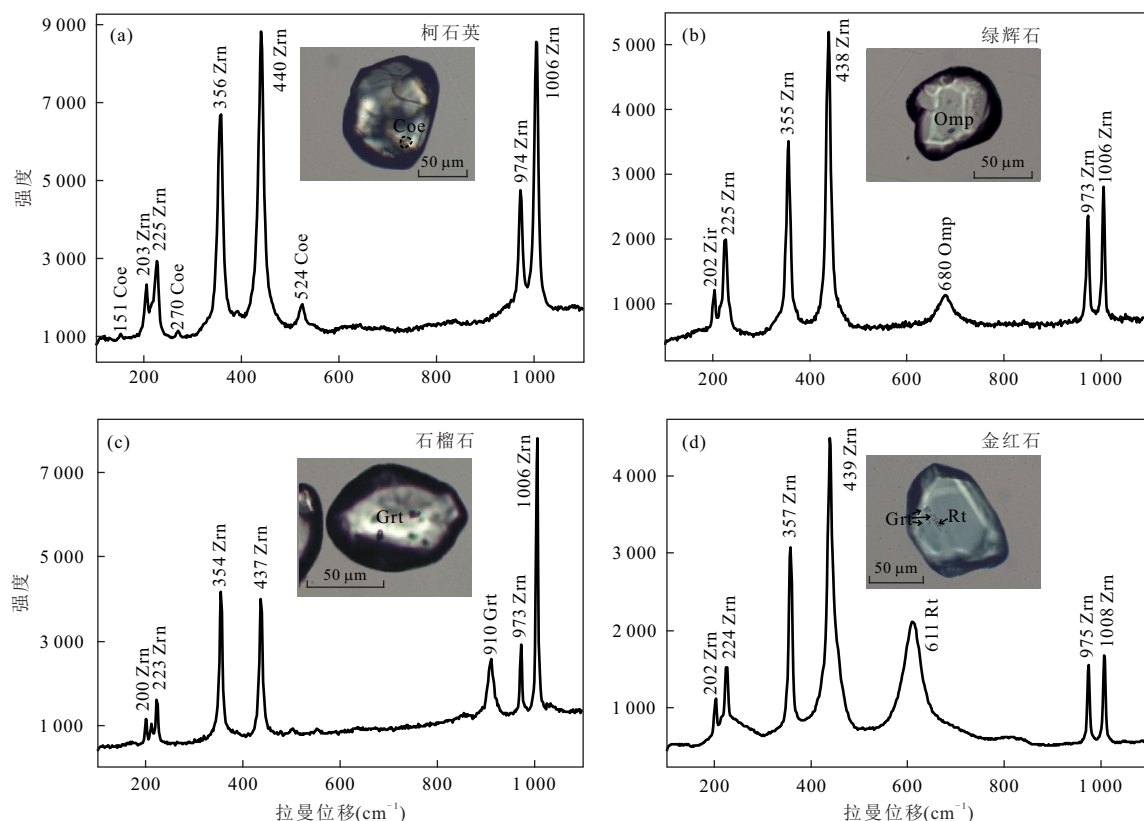 (a)
柯石英
9 000
7 000
5 000
3 000
1 000
强度
151 Coe
203 Zrn
225 Zrn
270 Coe
356 Zrn
440 Zrn
524 Coe
974 Zrn
1006 Zrn
Coe
50 µm
200
400
600
800
1 000
(b)
绿辉石
5 000
4 000
3 000
2 000
1 000
202 Zir
225 Zrn
355 Zrn
438 Zrn
680 Omp
973 Zrn
1006 Zrn
Omp
50 µm
200
400
600
800
1 000
(c)
石榴石
7 000
5 000
3 000
1 000
强度
200 Zrn
223 Zrn
354 Zrn
437 Zrn
910 Grt
973 Zrn
1006 Zrn
Grt
50 µm
200
400
600
800
1 000
拉曼位移(cm⁻¹)
(d)
金红石
4 000
3 000
2 000
1 000
202 Zrn
224 Zrn
357 Zrn
439 Zrn
611 Rt
975 Zrn
1008 Zrn
Grt
Rt
50 µm
200
400
600
800
1 000
拉曼位移(cm⁻¹)